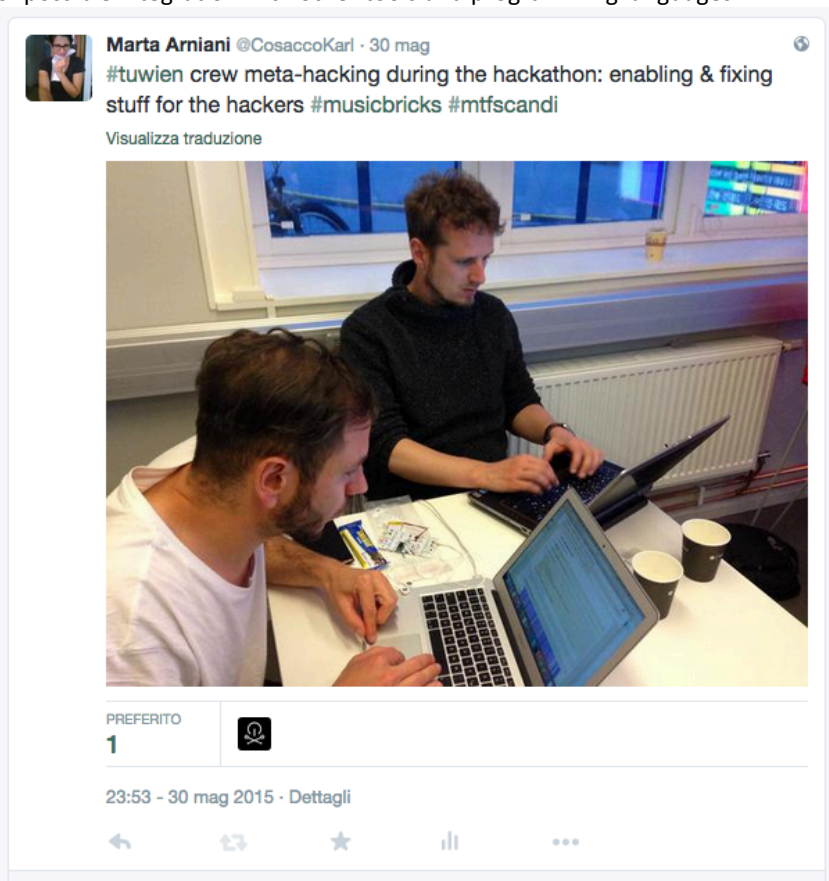 Marta Arniani @CosaccoKarl · 30 mag
#tuwien crew meta-hacking during the hackathon: enabling & fixing
stuff for the hackers #musicbricks #mtfscandi
Visualizza traduzione
PREFERITO
1
23:53 - 30 mag 2015 · Dettagli